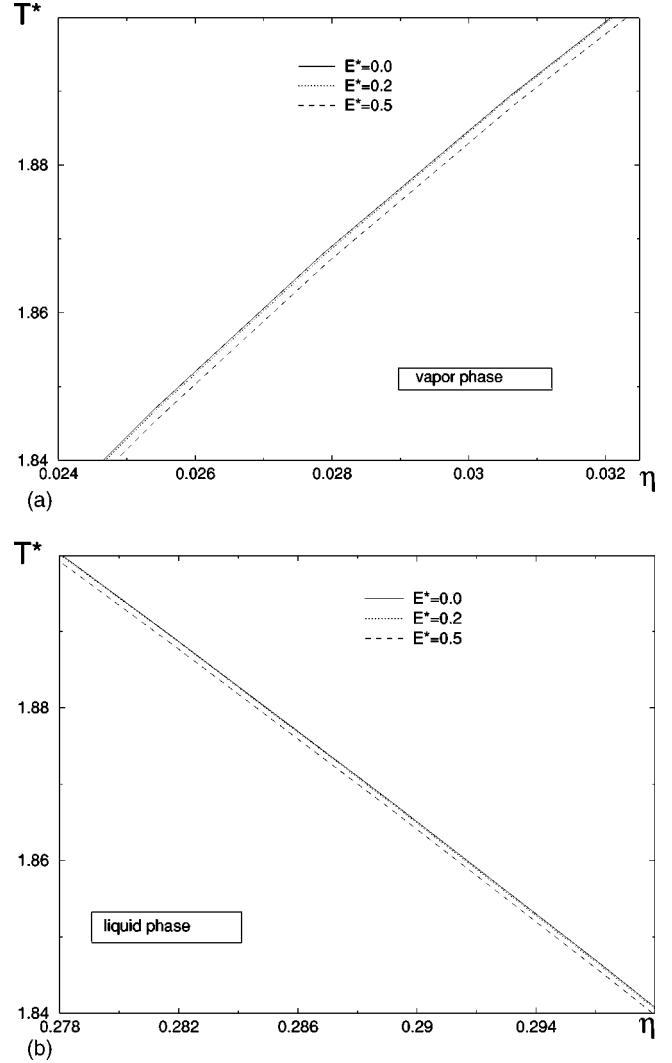 T*
E*=0.0
E*=0.2
E*=0.5
1.88
1.86
vapor phase
1.84
0.024 0.026 0.028 0.03 0.032 η
(a)
T*
E*=0.0
E*=0.2
E*=0.5
1.88
1.86
liquid phase
1.84
0.278 0.282 0.286 0.29 0.294 η
(b)